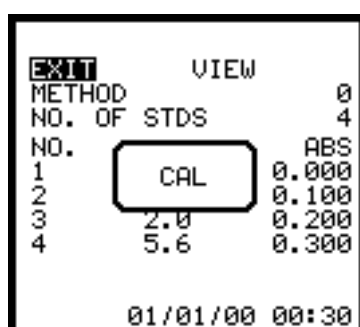 EXIT VIEW
METHOD 0
NO. OF STDS 4
NO. ABS
1 0.000
2 0.100
3 2.0 0.200
4 5.6 0.300
CAL
01/01/00 00:30